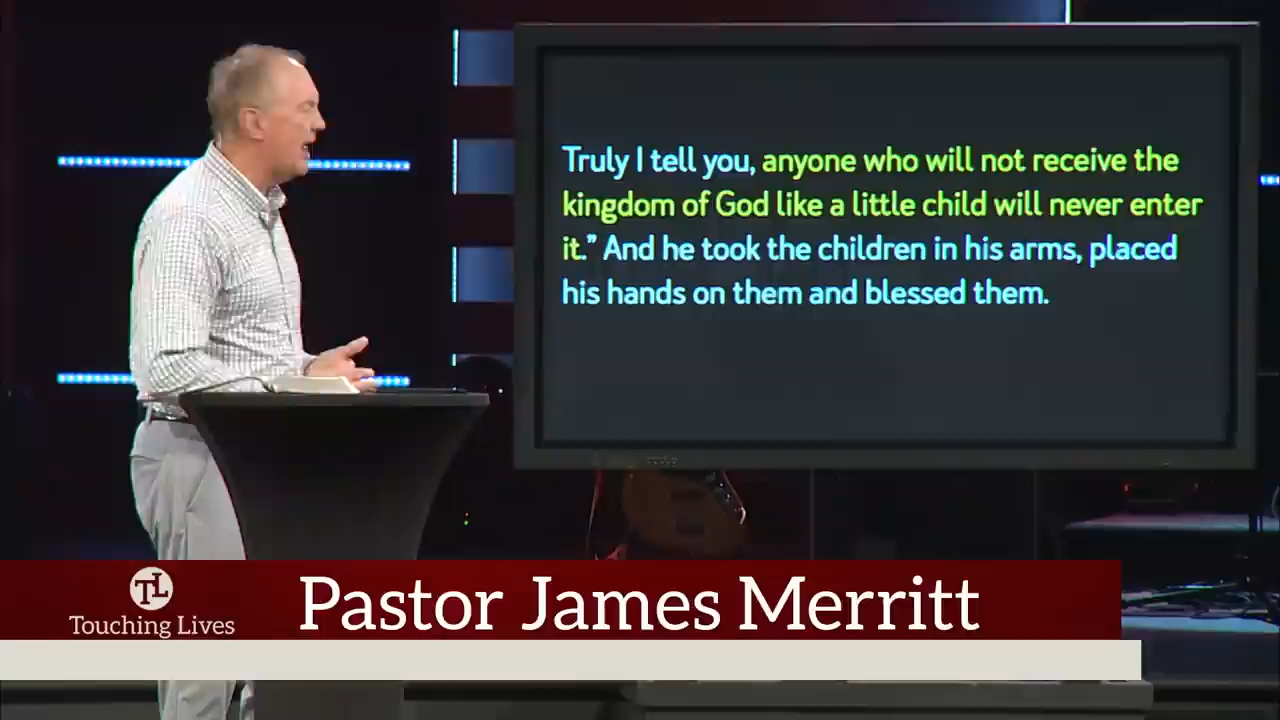 Truly I tell you, anyone who will not receive the
kingdom of God like a little child will never enter
it.” And he took the children in his arms, placed
his hands on them and blessed them.
TL
Touching Lives
Pastor James Merritt